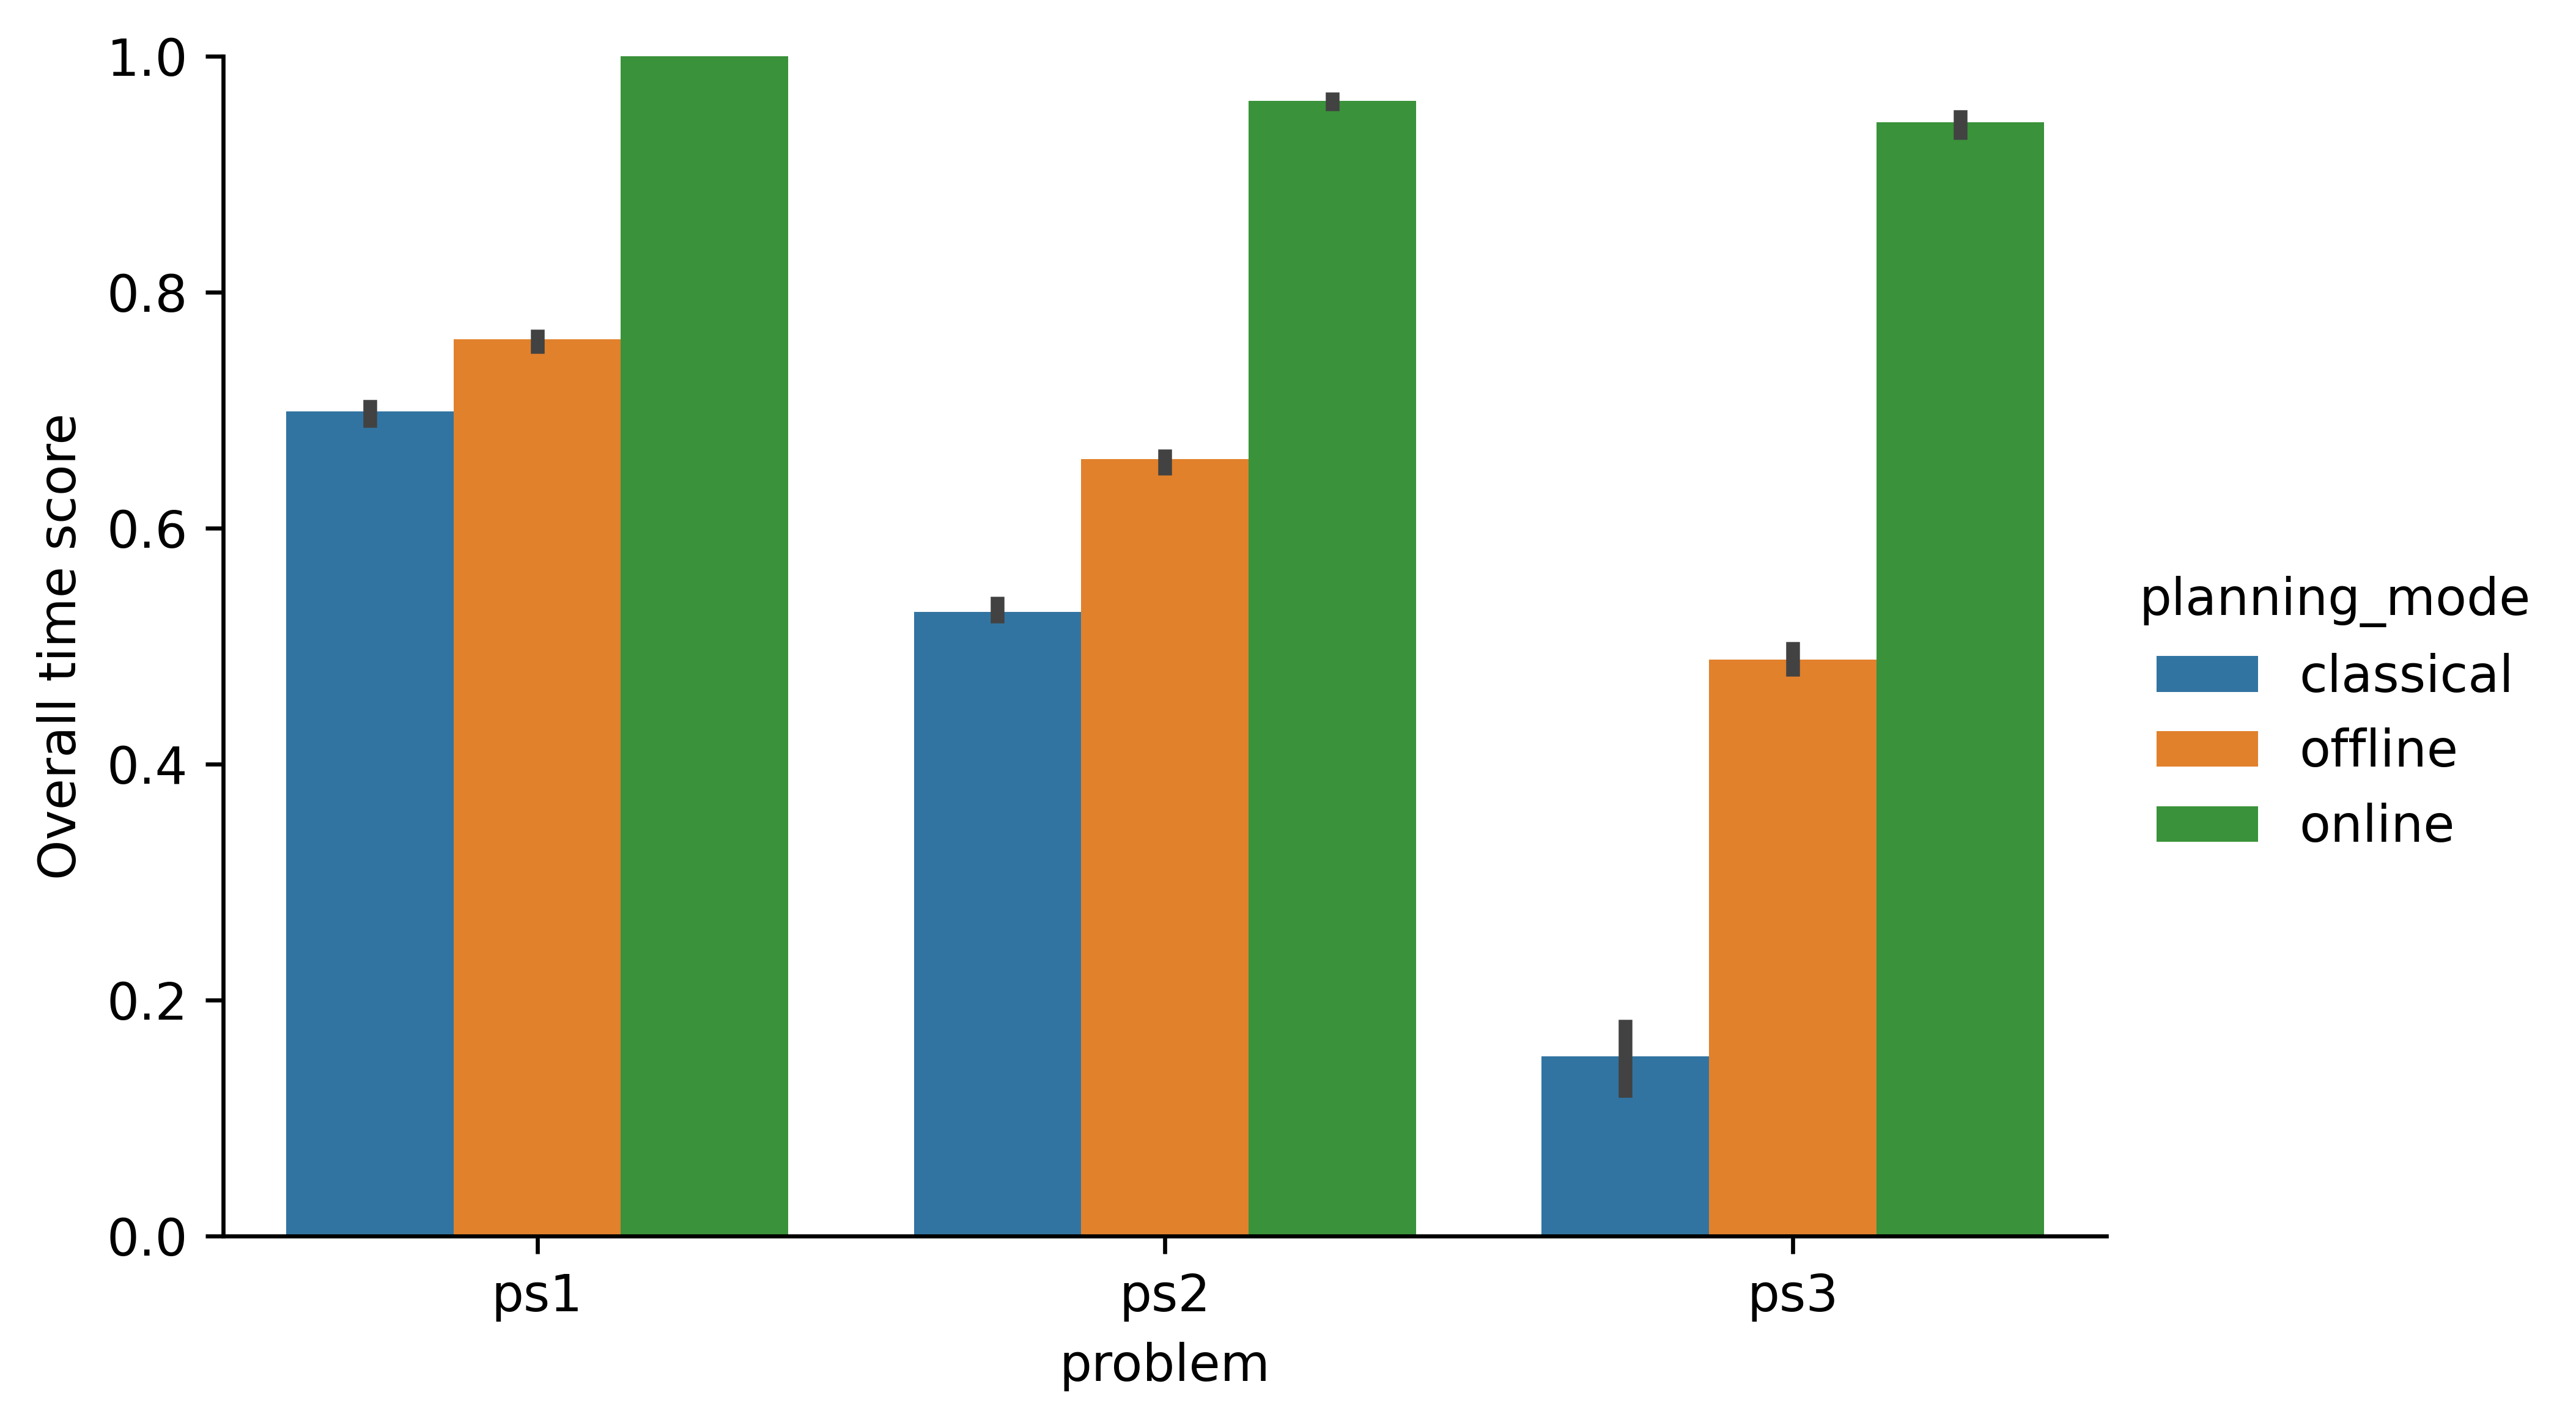 1.0
0.8
0.6
0.4
0.2
0.0
Overall time score
ps1
ps2
ps3
problem
planning_mode
classical
offline
online